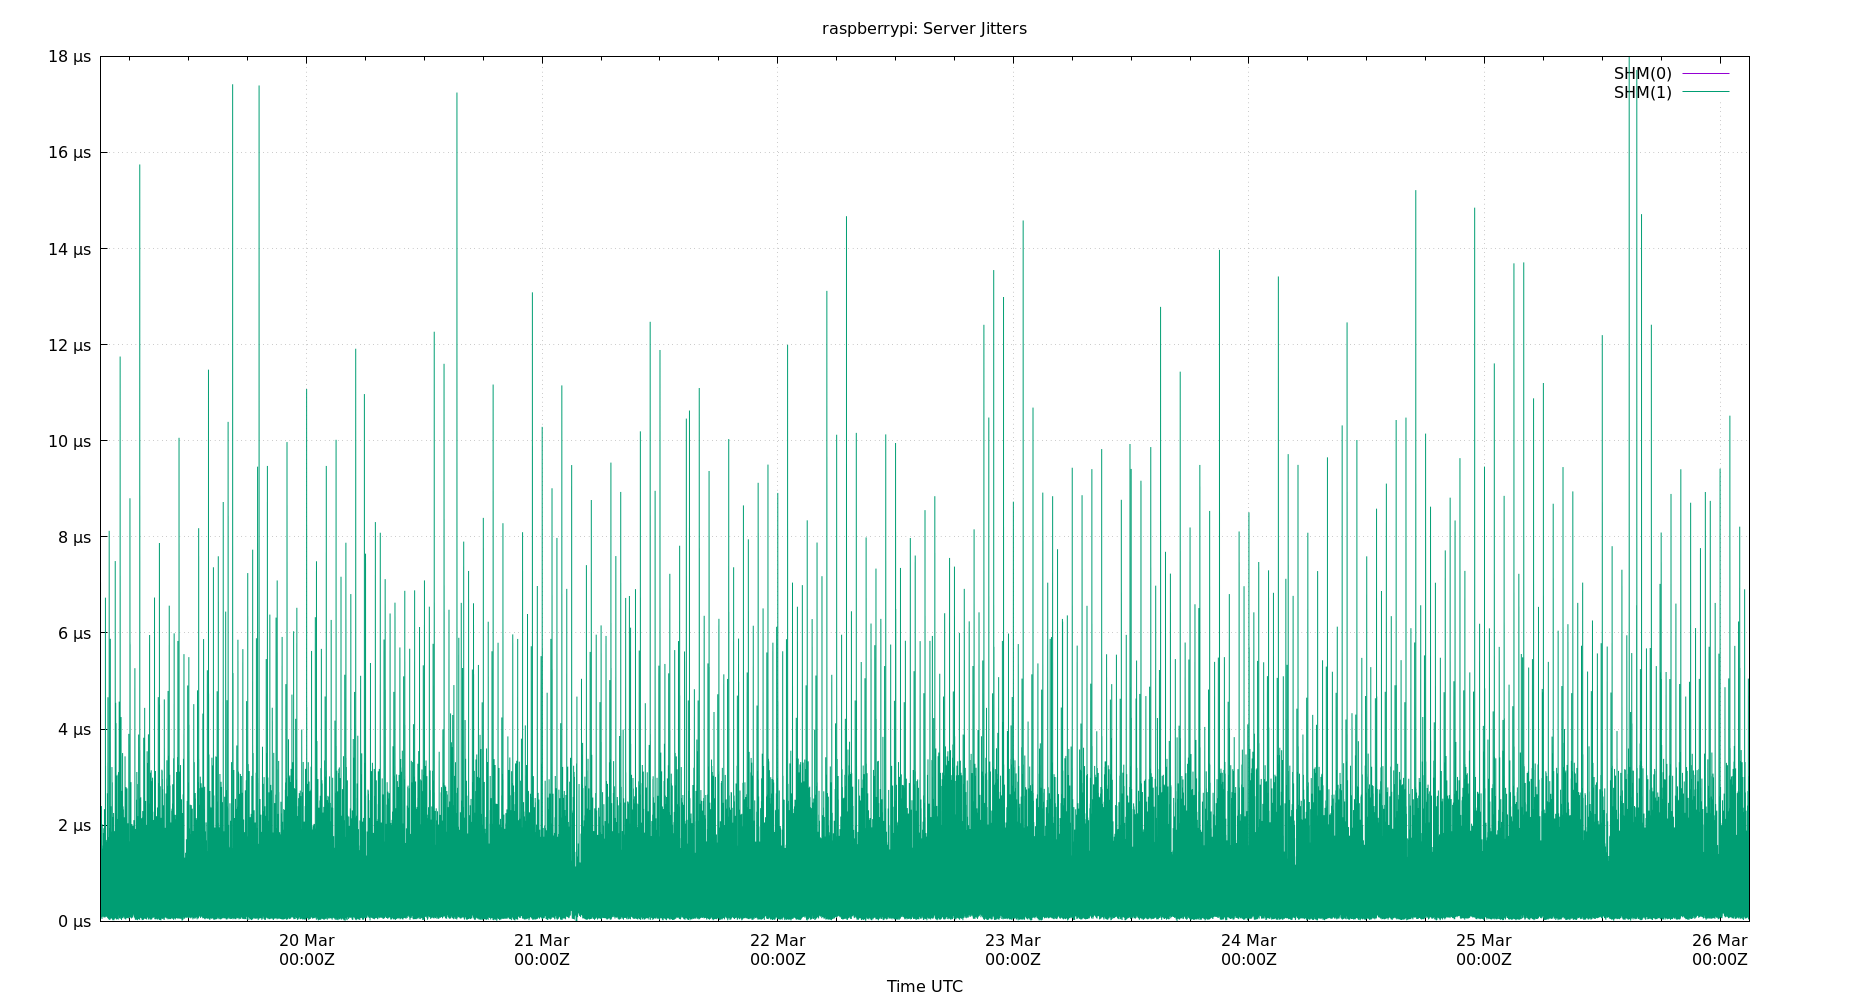 raspberrypi: Server Jitters
18 µs
16 µs
14 µs
12 µs
10 µs
8 µs
6 µs
4 µs
2 µs
0 µs
SHM(0)
SHM(1)
20 Mar
00:00Z
21 Mar
00:00Z
22 Mar
00:00Z
23 Mar
00:00Z
24 Mar
00:00Z
25 Mar
00:00Z
26 Mar
00:00Z
Time UTC